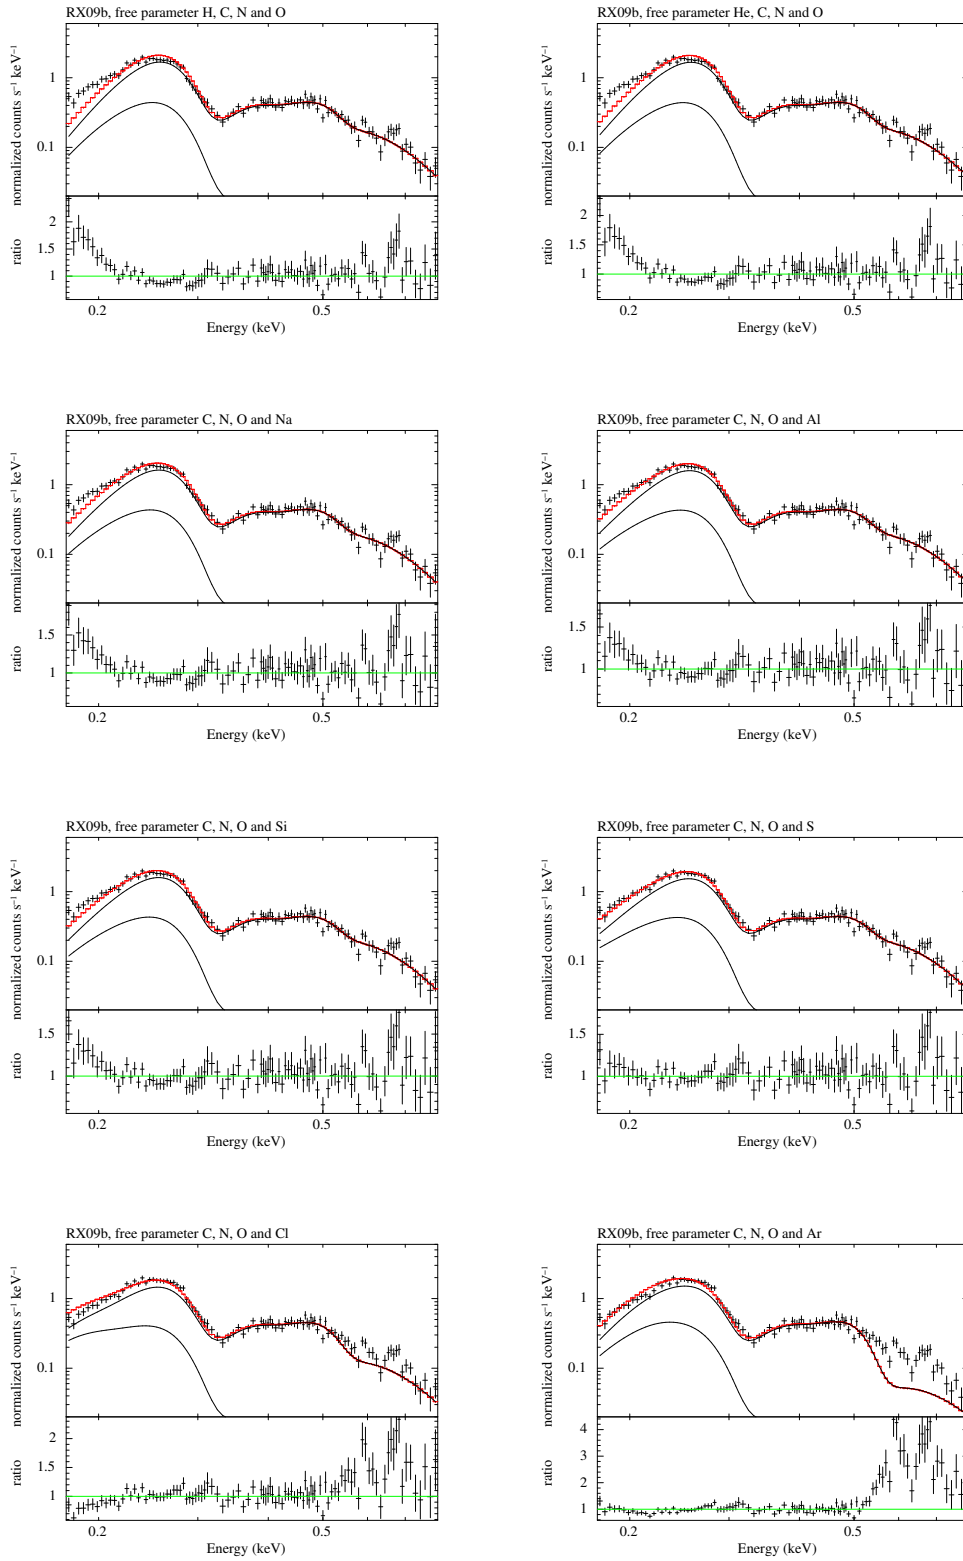 RX09b, free parameter H, C, N and O
normalized counts s⁻¹ keV⁻¹
1
0.1
ratio
2
1.5
1
0.2 0.5
Energy (keV)
RX09b, free parameter He, C, N and O
normalized counts s⁻¹ keV⁻¹
1
0.1
ratio
2
1.5
1
0.2 0.5
Energy (keV)
RX09b, free parameter C, N, O and Na
normalized counts s⁻¹ keV⁻¹
1
0.1
ratio
1.5
1
0.2 0.5
Energy (keV)
RX09b, free parameter C, N, O and Al
normalized counts s⁻¹ keV⁻¹
1
0.1
ratio
1.5
1
0.2 0.5
Energy (keV)
RX09b, free parameter C, N, O and Si
normalized counts s⁻¹ keV⁻¹
1
0.1
ratio
1.5
1
0.2 0.5
Energy (keV)
RX09b, free parameter C, N, O and S
normalized counts s⁻¹ keV⁻¹
1
0.1
ratio
1.5
1
0.2 0.5
Energy (keV)
RX09b, free parameter C, N, O and Cl
normalized counts s⁻¹ keV⁻¹
1
0.1
ratio
2
1.5
1
0.2 0.5
Energy (keV)
RX09b, free parameter C, N, O and Ar
normalized counts s⁻¹ keV⁻¹
1
0.1
ratio
4
3
2
1
0.2 0.5
Energy (keV)